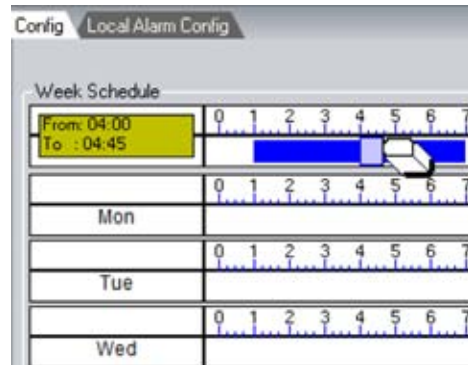 Config Local Alarm Config
Week Schedule
From: 04:00
To : 04:45
0 1 2 3 4 5 6 7
0 1 2 3 4 5 6 7
Mon
0 1 2 3 4 5 6 7
Tue
0 1 2 3 4 5 6 7
Wed